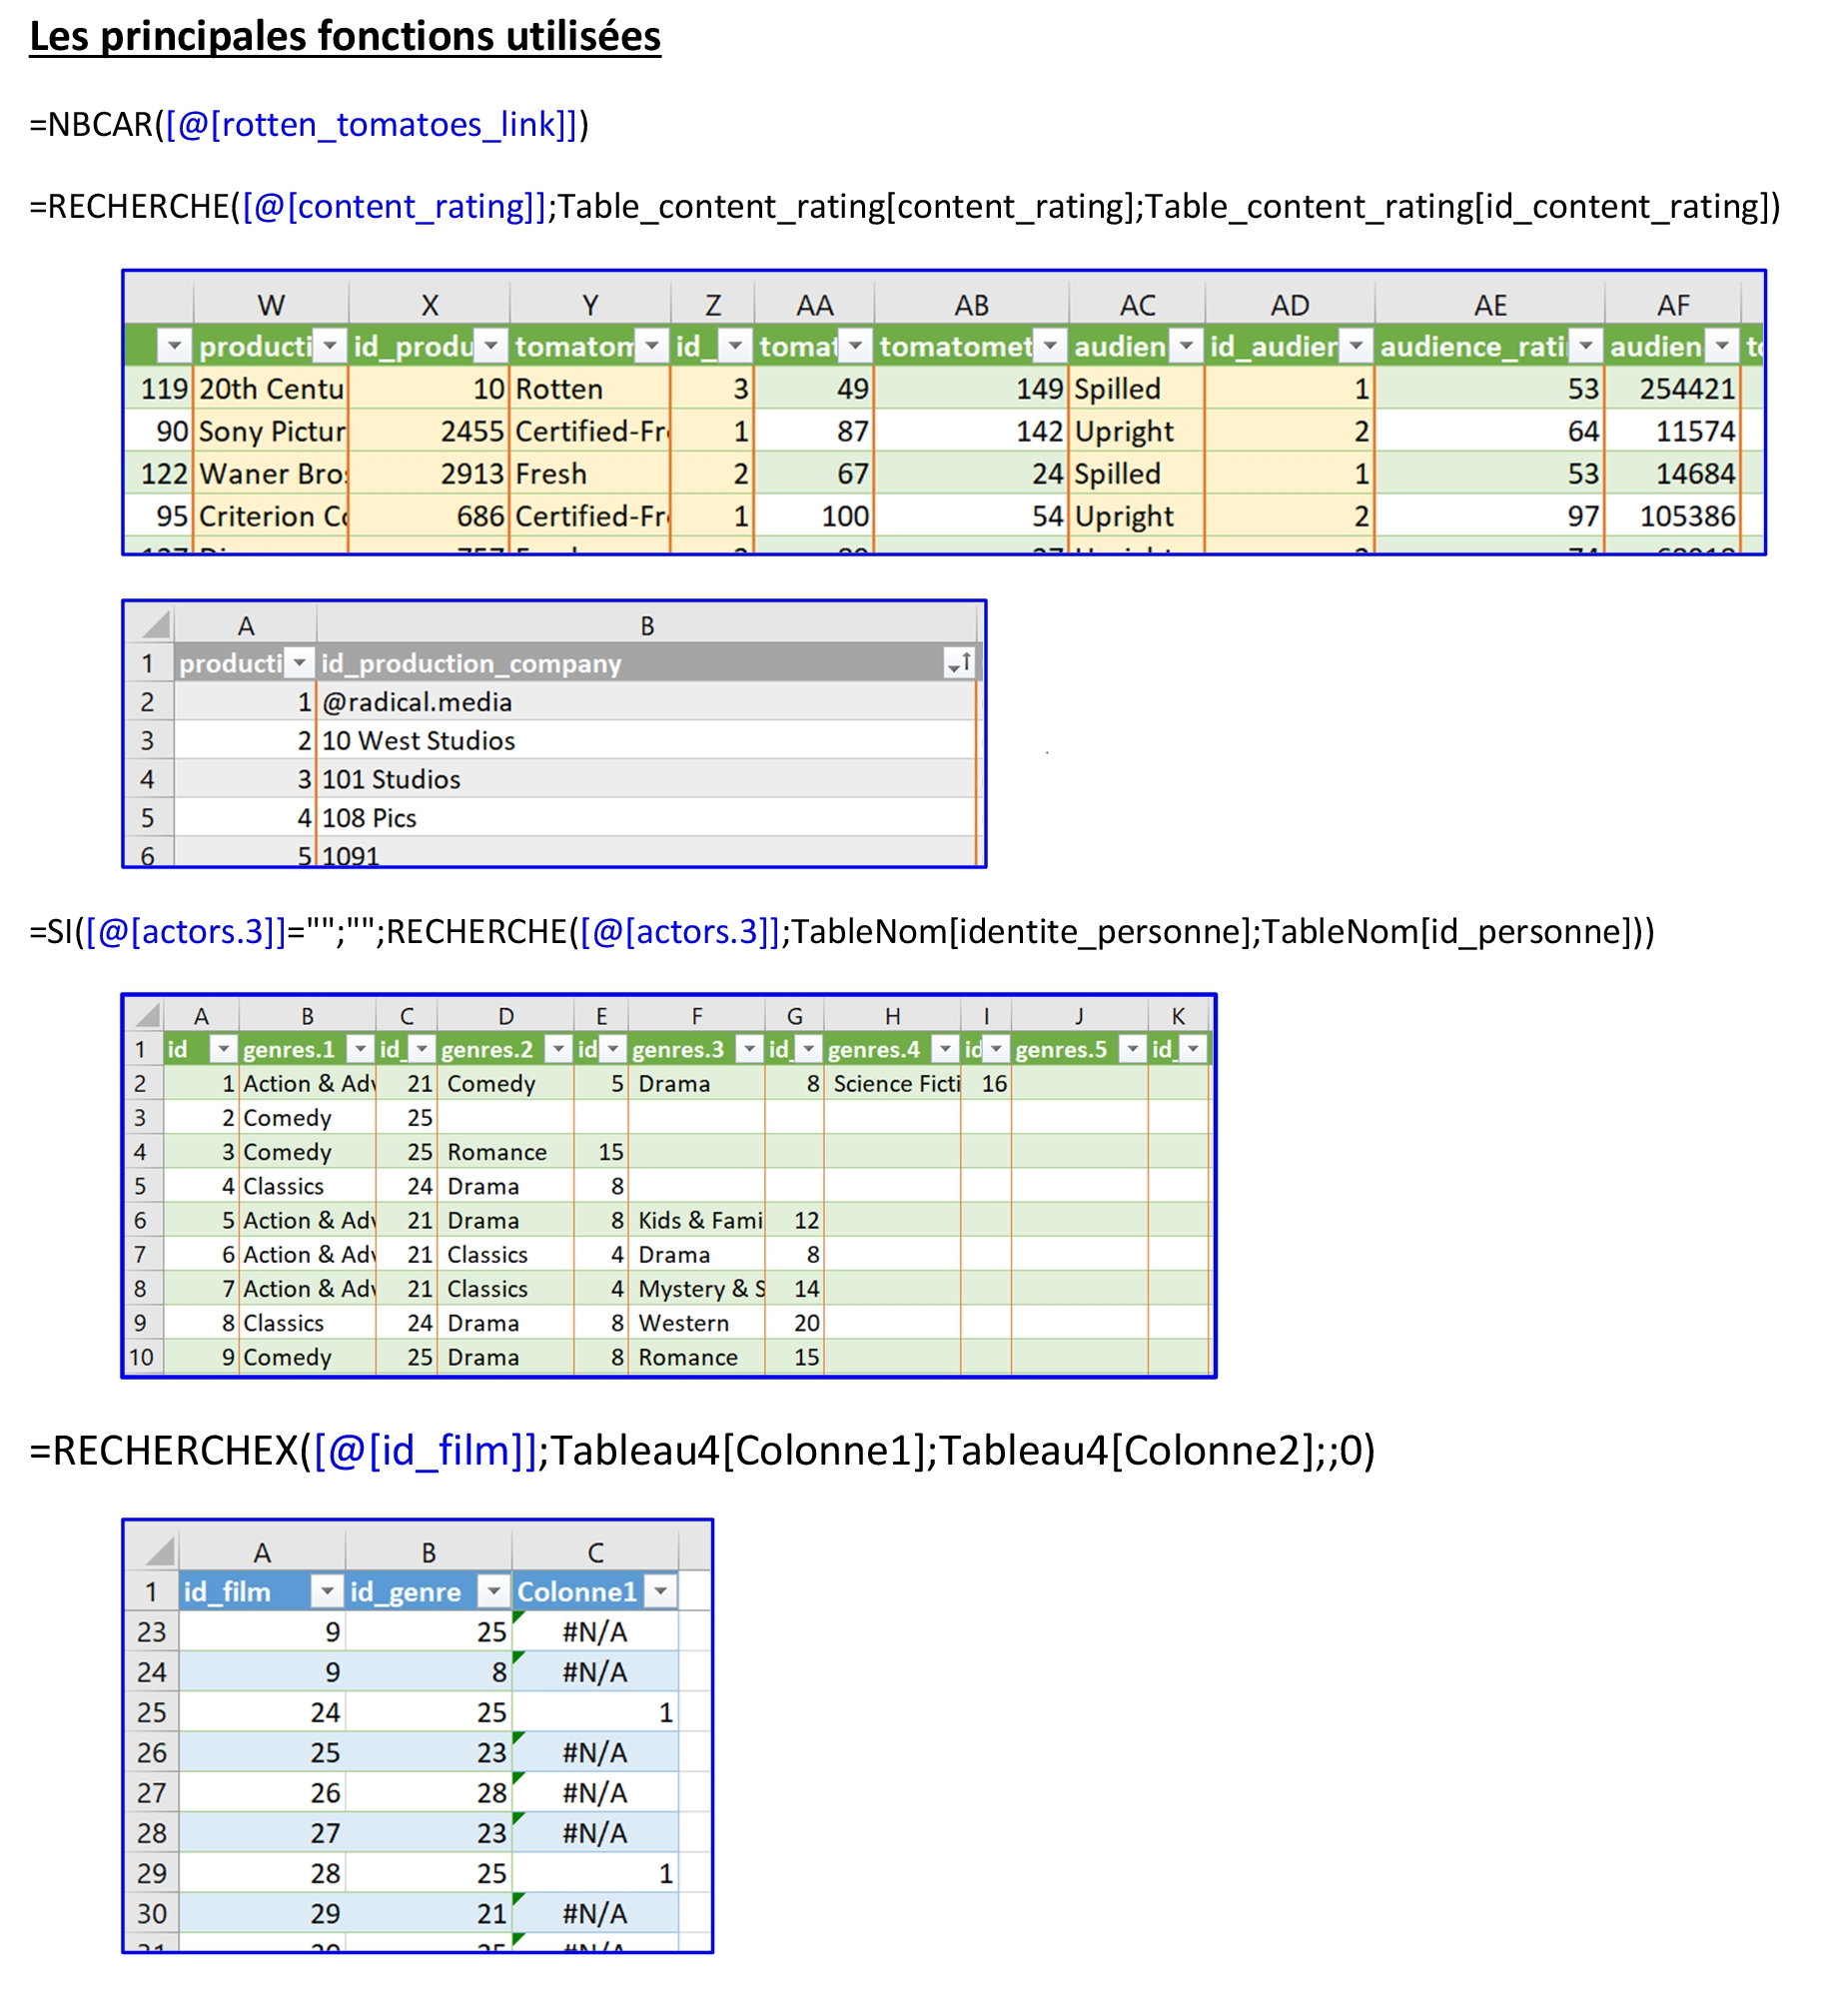 Les principales fonctions utilisées
=NBCAR([@[rotten_tomatoes_link]])
=RECHERCHE([@[content_rating]];Table_content_rating[content_rating];Table_content_rating[id_content_rating])
W X Y Z AA AB AC AD AE AF
producti id_produ tomatom id_ tomat tomatomet audien id_audier audience_rati audien
119 20th Centu 10 Rotten 3 49 149 Spilled 1 53 254421
90 Sony Pictur 2455 Certified-Fr 1 87 142 Upright 2 64 11574
122 Waner Bro 2913 Fresh 2 67 24 Spilled 1 53 14684
95 Criterion Co 686 Certified-Fr 1 100 54 Upright 2 97 105386
A B
1 producti id_production_company
2 1 @radical.media
3 2 10 West Studios
4 3 101 Studios
5 4 108 Pics
6 5 1091
=SI([@[actors.3]]="";"";RECHERCHE([@[actors.3]];TableNom[identite_personne];TableNom[id_personne]))
A B C D E F G H I J K
1 id genres.1 id_ genres.2 id genres.3 id_ genres.4 id genres.5 id_
2 1 Action & Adv 21 Comedy 5 Drama 8 Science Ficti 16
3 2 Comedy 25
4 3 Comedy 25 Romance 15
5 4 Classics 24 Drama 8
6 5 Action & Adv 21 Drama 8 Kids & Fami 12
7 6 Action & Adv 21 Classics 4 Drama 8
8 7 Action & Adv 21 Classics 4 Mystery & S 14
9 8 Classics 24 Drama 8 Western 20
10 9 Comedy 25 Drama 8 Romance 15
=RECHERCHEX([@[id_film]];Tableau4[Colonne1];Tableau4[Colonne2];;0)
A B C
1 id_film id_genre Colonne1
23 9 25 #N/A
24 9 8 #N/A
25 24 25 1
26 25 23 #N/A
27 26 28 #N/A
28 27 23 #N/A
29 28 25 1
30 29 21 #N/A